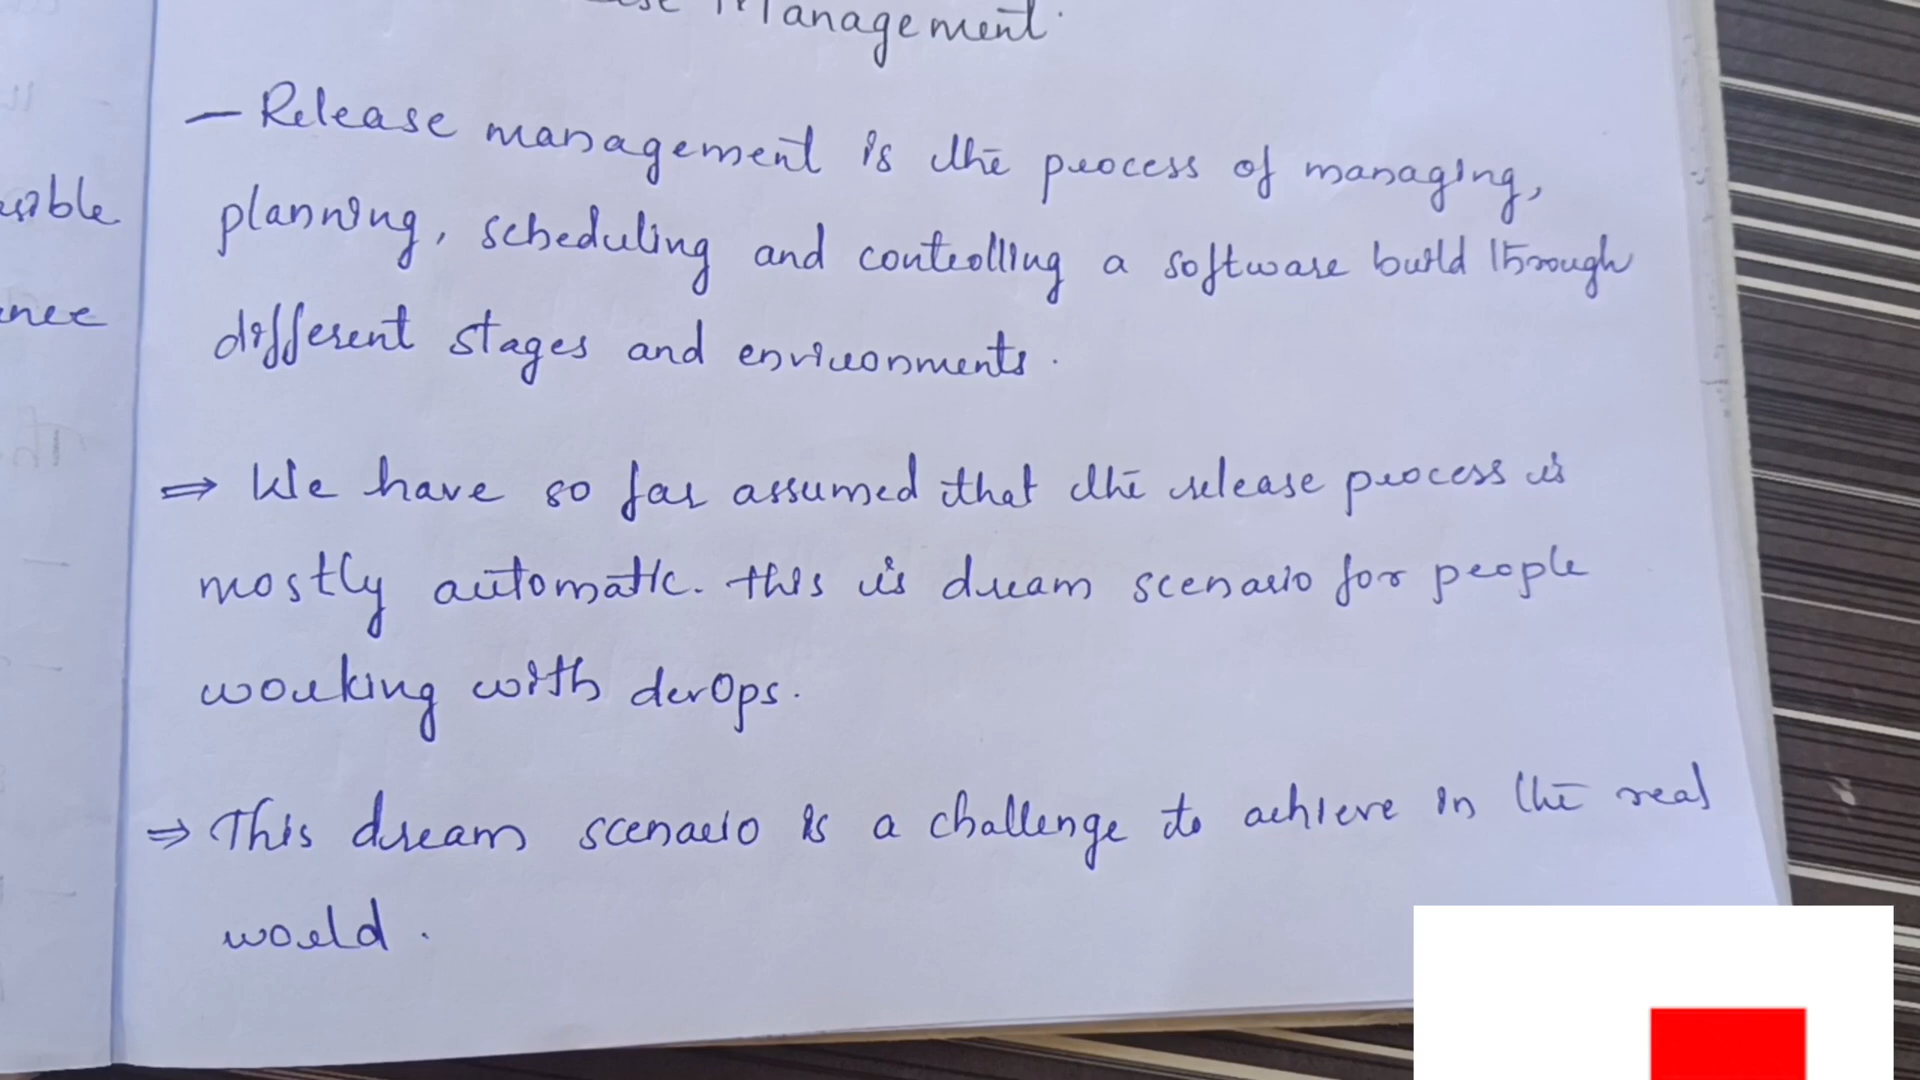 Management.
– Release management is the process of managing,
planning, scheduling and controlling a software build through
different stages and environments.
⇒ We have so far assumed that the release process is
mostly automatic. this is dream scenario for people
working with devOps.
⇒ This dream scenario is a challenge to achieve in the real
world.